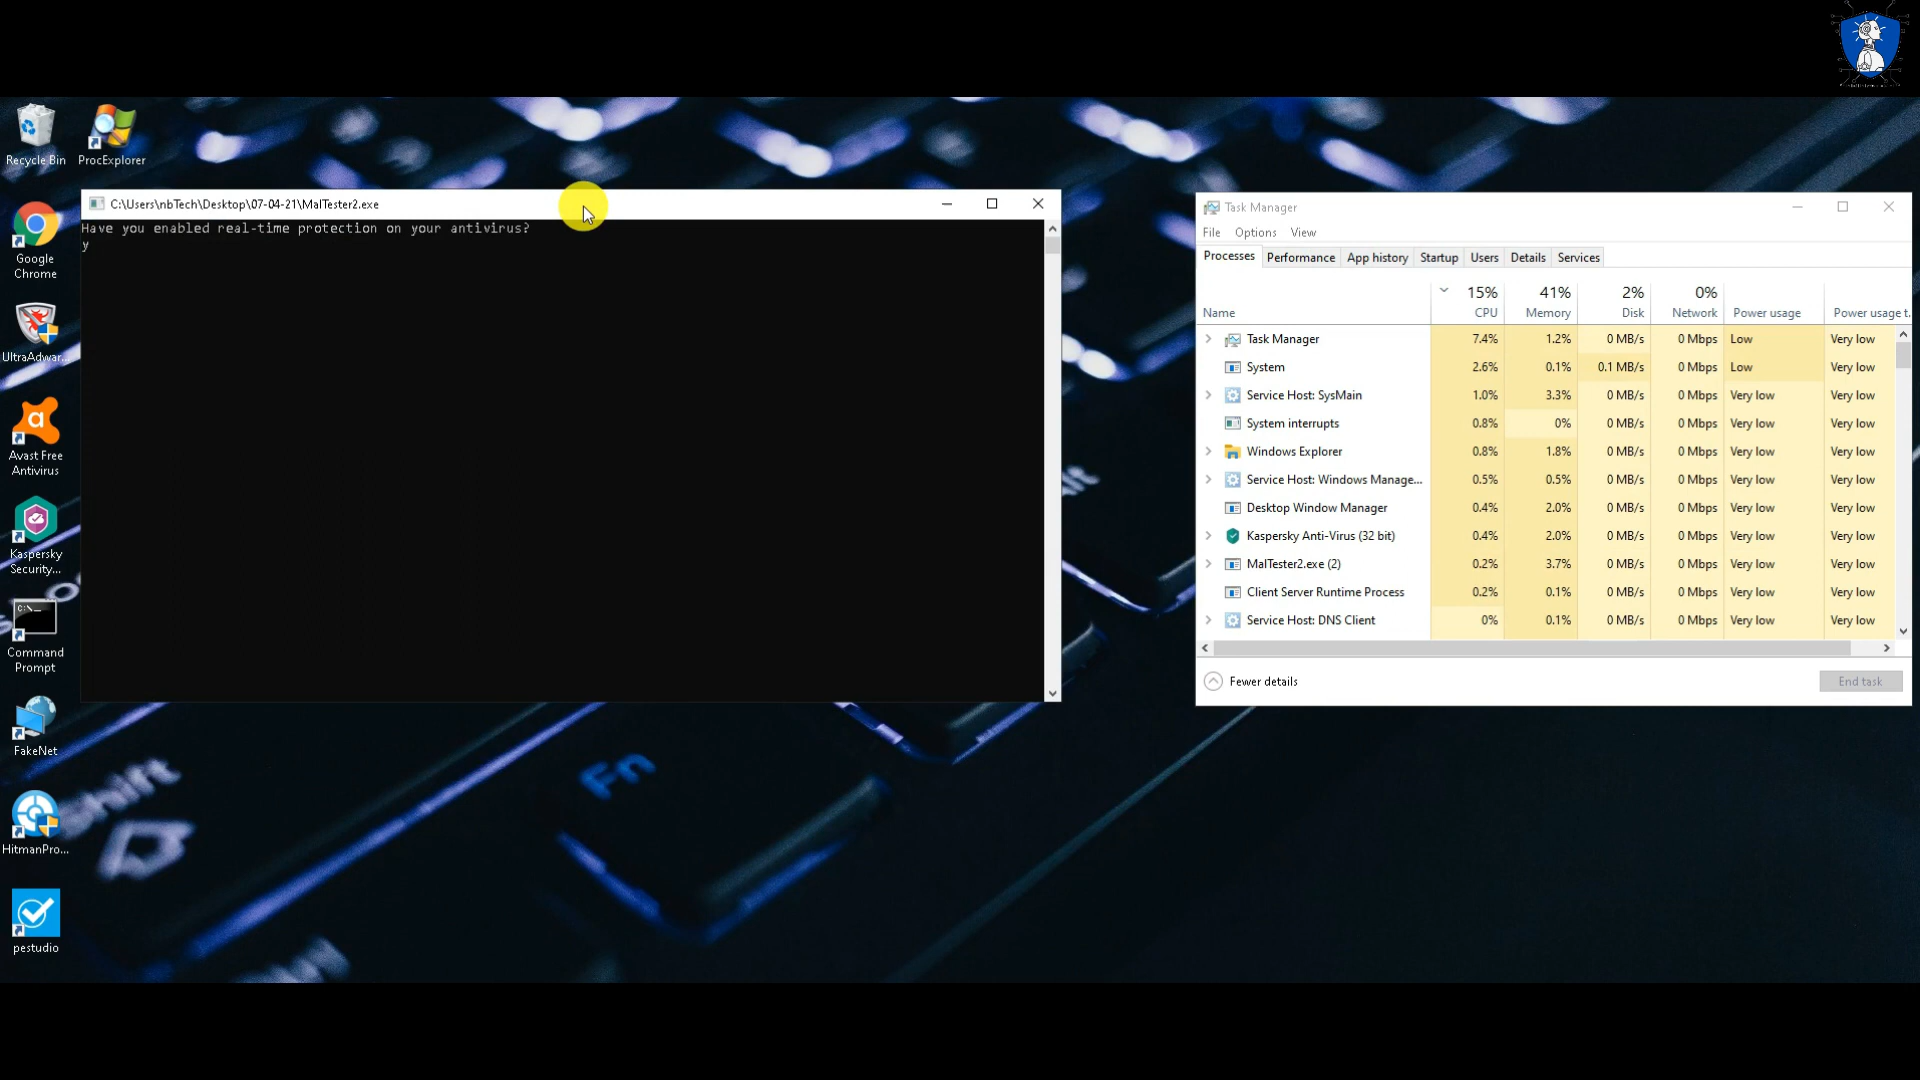 Recycle Bin
ProcExplorer
Google
Chrome
UltraAdwar...
Avast Free
Antivirus
Kaspersky
Security...
Command
Prompt
FakeNet
HitmanPro...
pestudio
C:\Users\nbTech\Desktop\07-04-21\MalTester2.exe
Have you enabled real-time protection on your antivirus?
y
Task Manager
File Options View
Processes Performance App history Startup Users Details Services
15% 41% 2% 0%
Name CPU Memory Disk Network Power usage Power usage t.
Task Manager 7.4% 1.2% 0 MB/s 0 Mbps Low Very low
System 2.6% 0.1% 0.1 MB/s 0 Mbps Low Very low
Service Host: SysMain 1.0% 3.3% 0 MB/s 0 Mbps Very low Very low
System interrupts 0.8% 0% 0 MB/s 0 Mbps Very low Very low
Windows Explorer 0.8% 1.8% 0 MB/s 0 Mbps Very low Very low
Service Host: Windows Manage... 0.5% 0.5% 0 MB/s 0 Mbps Very low Very low
Desktop Window Manager 0.4% 2.0% 0 MB/s 0 Mbps Very low Very low
Kaspersky Anti-Virus (32 bit) 0.4% 2.0% 0 MB/s 0 Mbps Very low Very low
MalTester2.exe (2) 0.2% 3.7% 0 MB/s 0 Mbps Very low Very low
Client Server Runtime Process 0.2% 0.1% 0 MB/s 0 Mbps Very low Very low
Service Host: DNS Client 0% 0.1% 0 MB/s 0 Mbps Very low Very low
Fewer details
End task
Shift
Fn